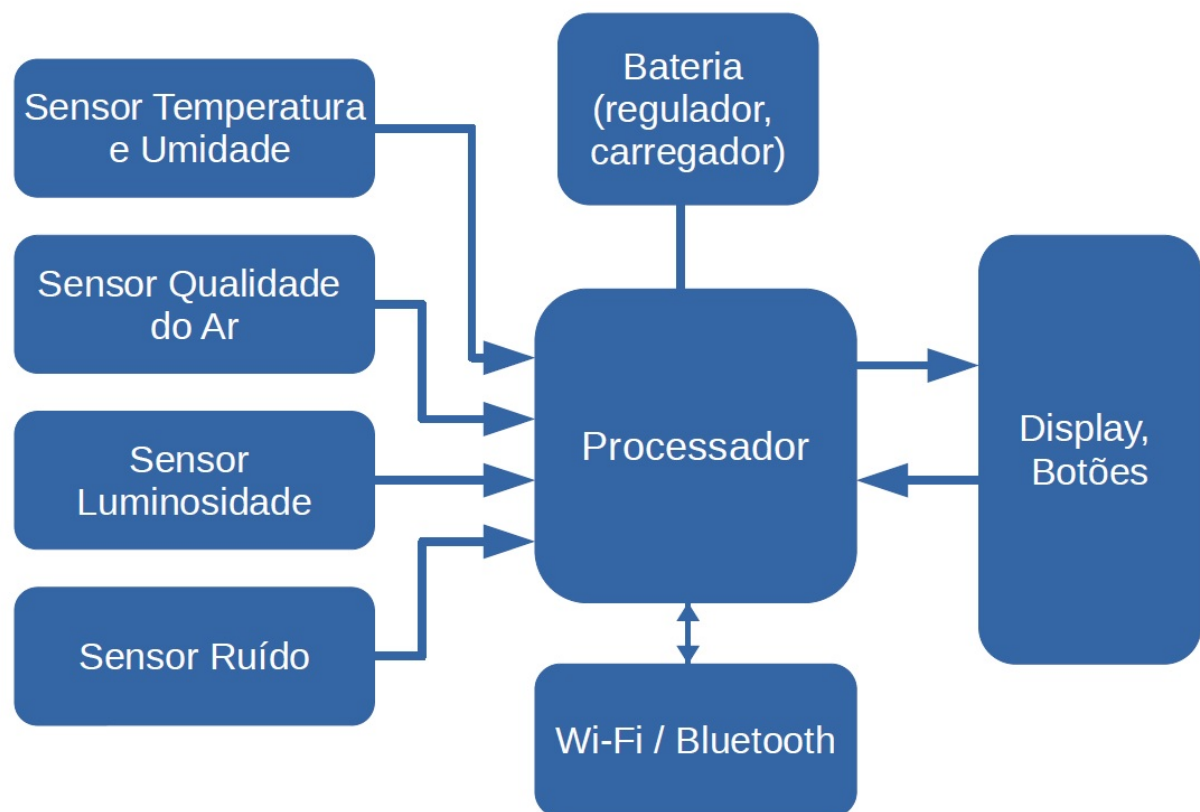 Sensor Temperatura
e Umidade
Sensor Qualidade
do Ar
Sensor
Luminosidade
Sensor Ruído
Bateria
(regulador,
carregador)
Processador
Wi-Fi / Bluetooth
Display,
Botões